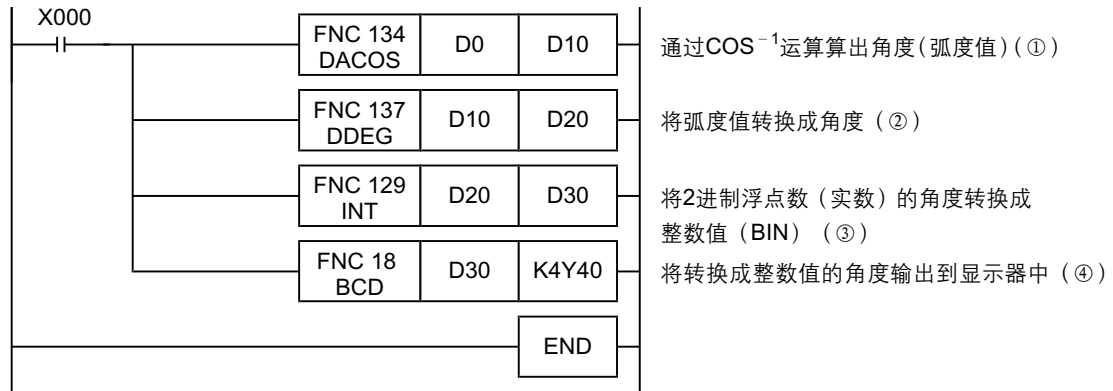 X000
FNC 134 D0 D10
DACOS
通过COS⁻¹运算算出角度(弧度值)(①)
FNC 137 D10 D20
DDEG
将弧度值转换成角度（②）
FNC 129 D20 D30
INT
将2进制浮点数（实数）的角度转换成
整数值（BIN）（③）
FNC 18 D30 K4Y40
BCD
将转换成整数值的角度输出到显示器中（④）
END